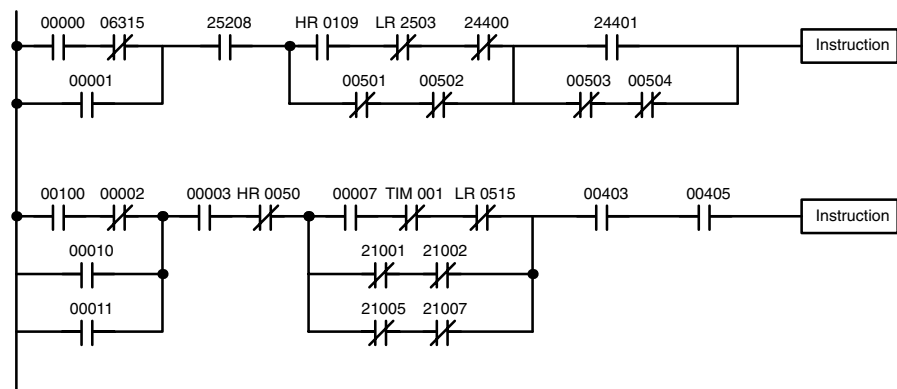 00000 06315 25208 HR 0109 LR 2503 24400 24401
Instruction
00001 00501 00502 00503 00504
00100 00002 00003 HR 0050 00007 TIM 001 LR 0515 00403 00405
Instruction
00010 21001 21002
00011 21005 21007